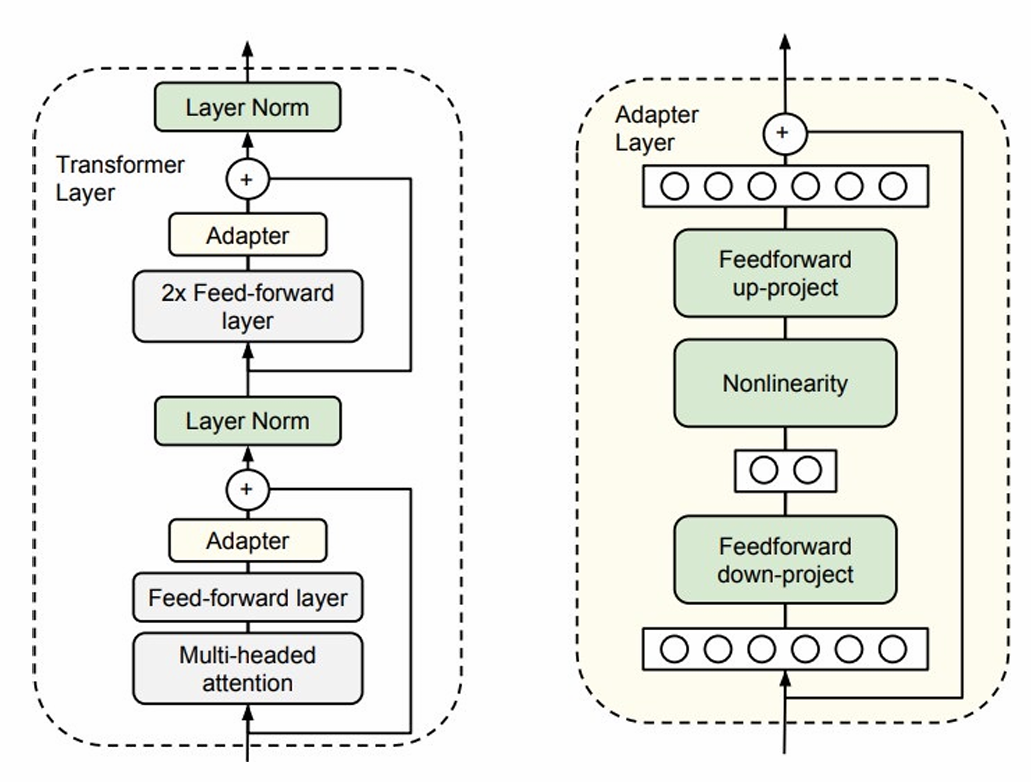 Transformer
Layer
Layer Norm
+
Adapter
2x Feed-forward
layer
Layer Norm
+
Adapter
Feed-forward layer
Multi-headed
attention
Adapter
Layer
+
Feedforward
up-project
Nonlinearity
Feedforward
down-project